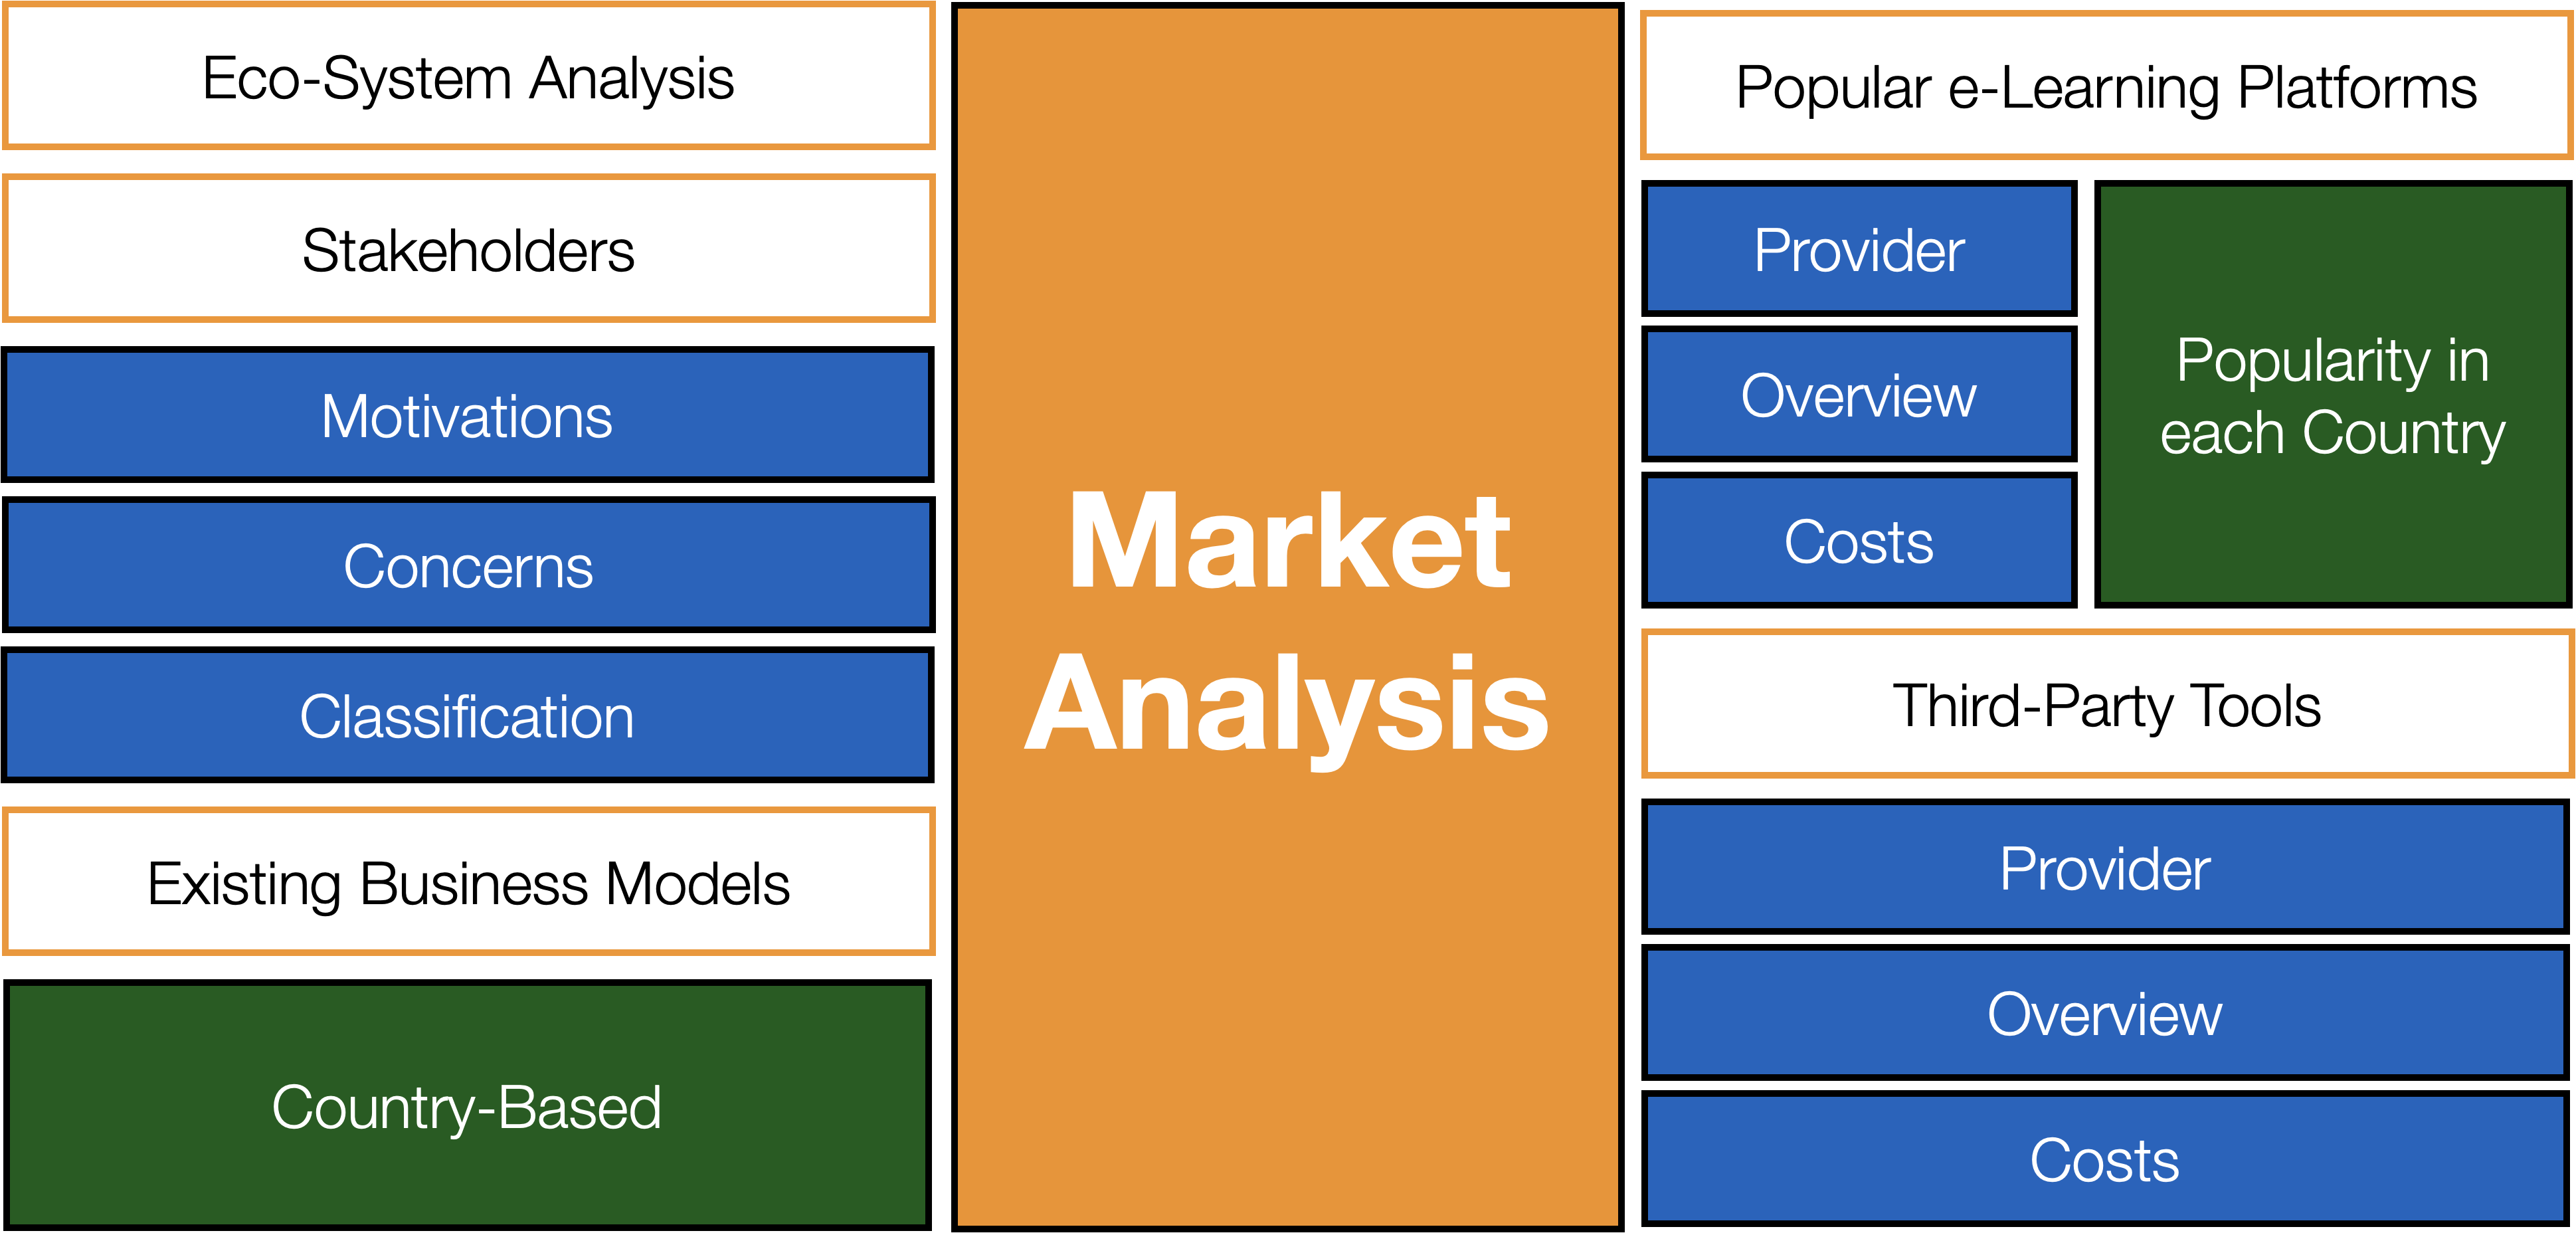 Eco-System Analysis
Stakeholders
Motivations
Concerns
Classification
Existing Business Models
Country-Based
Market
Analysis
Popular e-Learning Platforms
Provider
Overview
Costs
Popularity in
each Country
Third-Party Tools
Provider
Overview
Costs